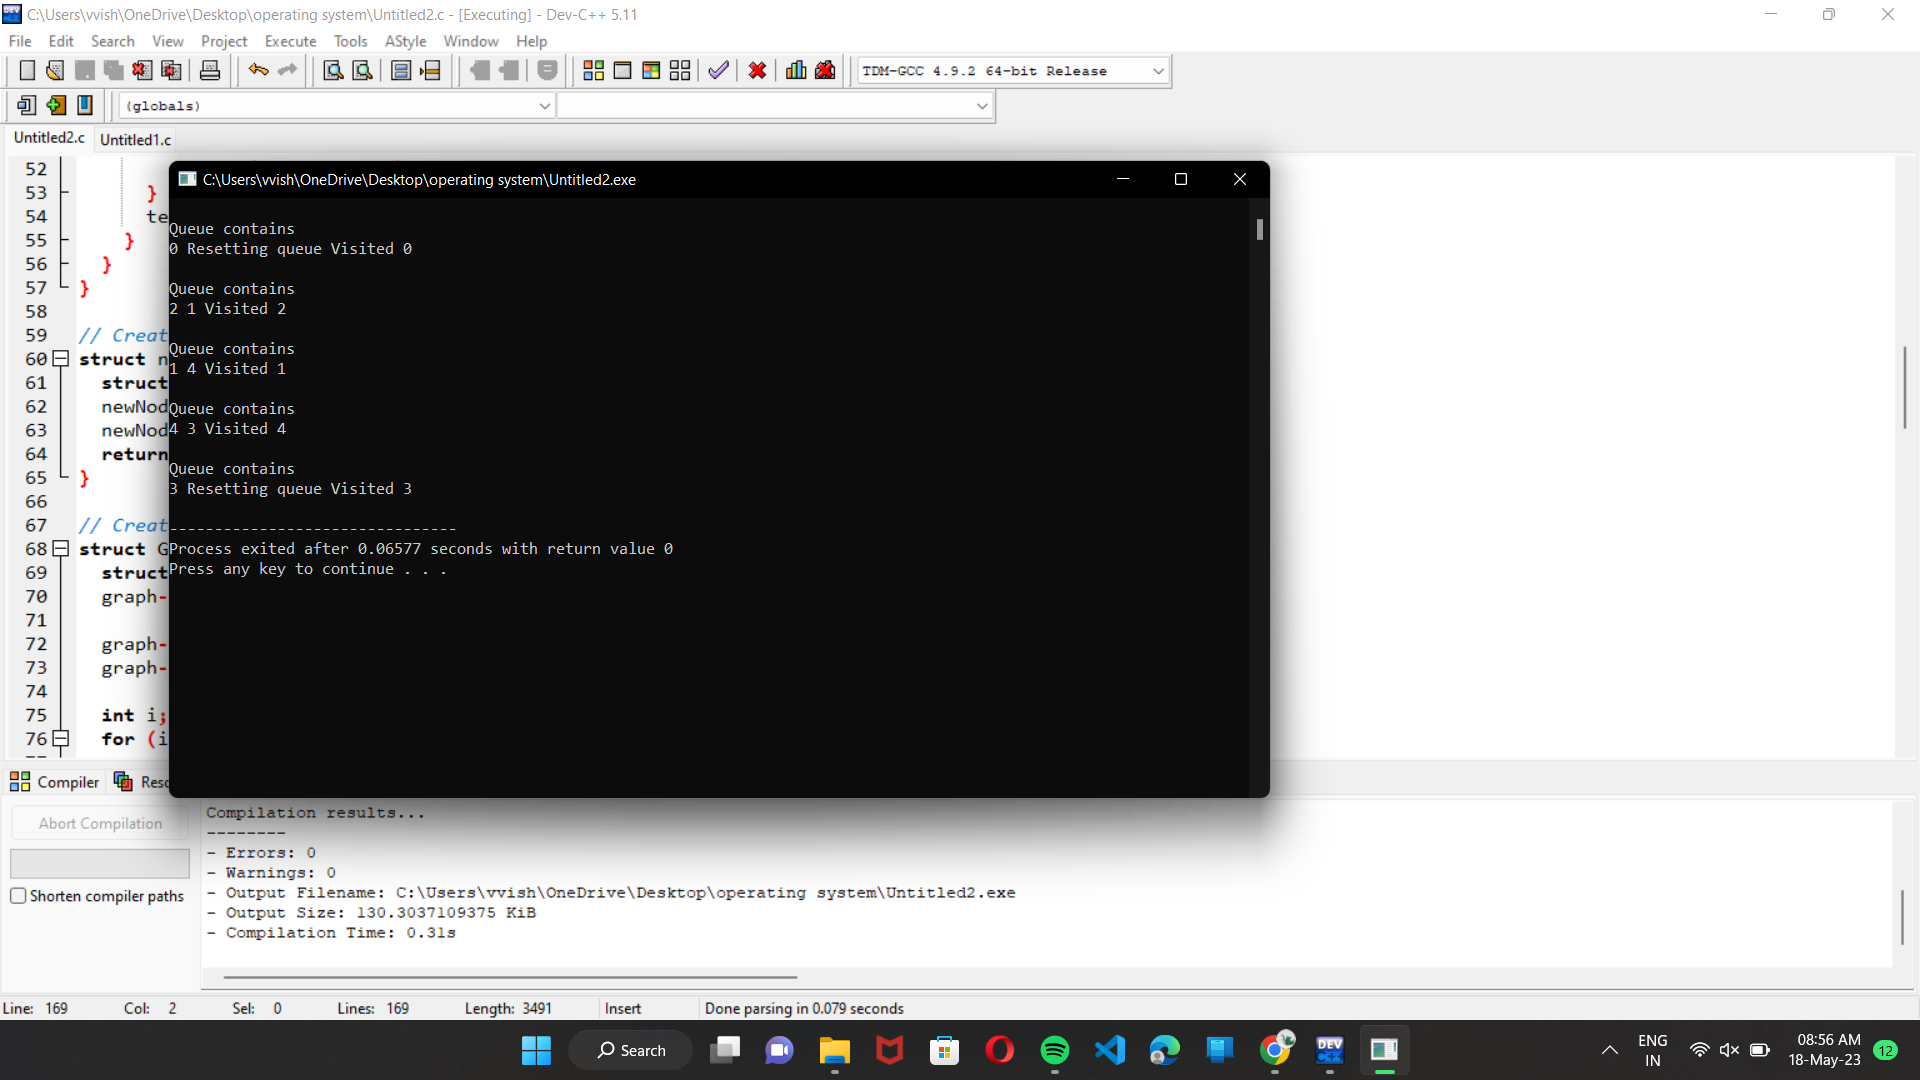 C:\Users\vvish\OneDrive\Desktop\operating system\Untitled2.c - [Executing] - Dev-C++ 5.11
File Edit Search View Project Execute Tools AStyle Window Help
TDM-GCC 4.9.2 64-bit Release
(globals)
Untitled2.c Untitled1.c
C:\Users\vvish\OneDrive\Desktop\operating system\Untitled2.exe
Queue contains
0 Resetting queue Visited 0
Queue contains
2 1 Visited 2
Queue contains
1 4 Visited 1
Queue contains
4 3 Visited 4
Queue contains
3 Resetting queue Visited 3
--------------------------------
Process exited after 0.06577 seconds with return value 0
Press any key to continue . . .
52
53 }
54 te
55 }
56 }
57 }
58
59 // Creat
60 struct n
61 struct
62 newNod
63 newNod
64 return
65 }
66
67 // Creat
68 struct G
69 struct
70 graph-
71
72 graph-
73 graph-
74
75 int i;
76 for (i
Compiler Reso
Abort Compilation
Shorten compiler paths
Compilation results...
--------
- Errors: 0
- Warnings: 0
- Output Filename: C:\Users\vvish\OneDrive\Desktop\operating system\Untitled2.exe
- Output Size: 130.3037109375 KiB
- Compilation Time: 0.31s
Line: 169 Col: 2 Sel: 0 Lines: 169 Length: 3491 Insert Done parsing in 0.079 seconds
Search
DEV C++
ENG
IN
08:56 AM
18-May-23
12